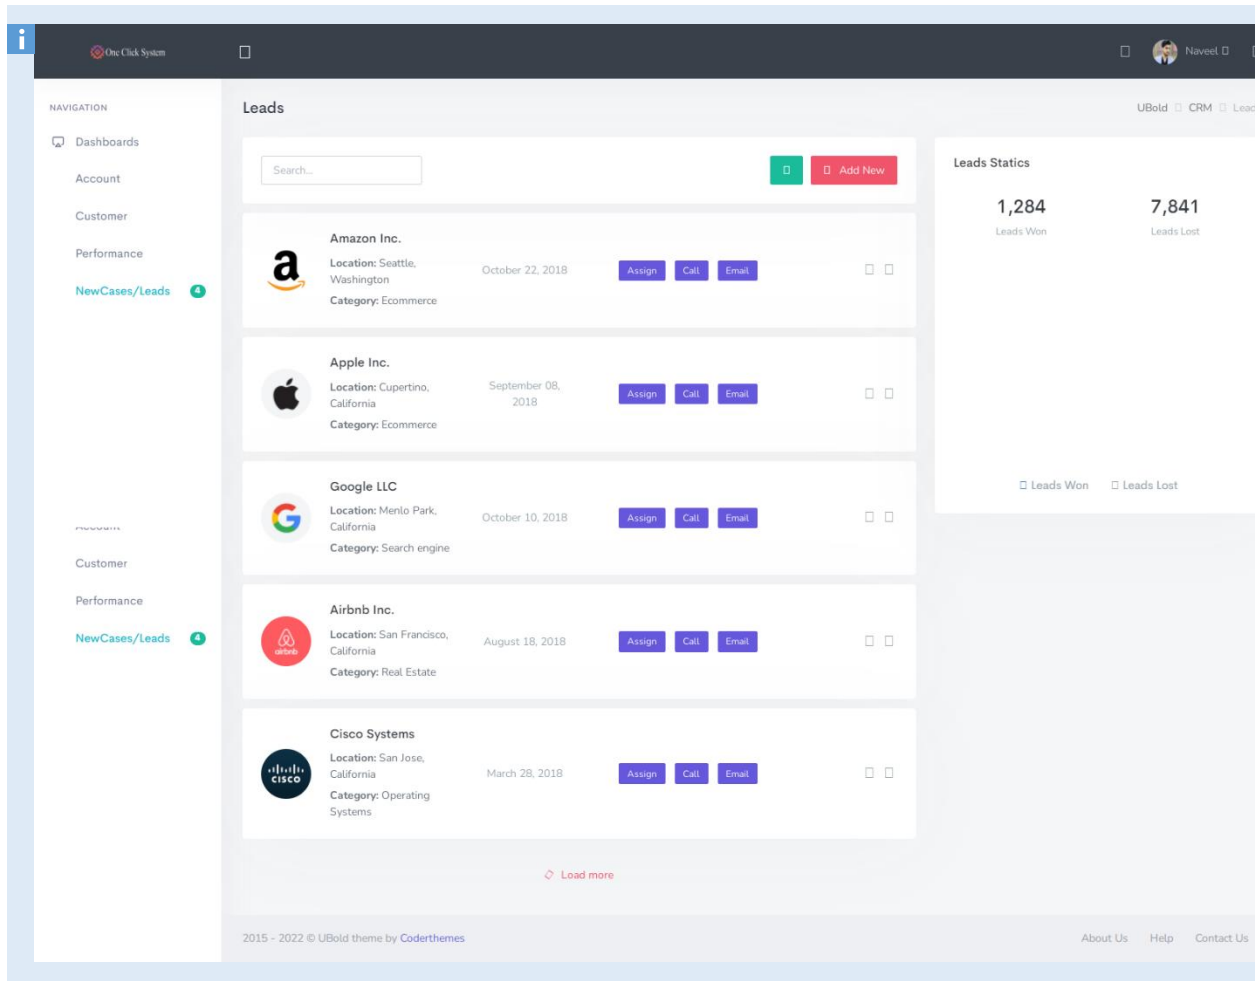 i
One Click System
Naveel
NAVIGATION
Dashboards
Account
Customer
Performance
NewCases/Leads 4
Customer
Performance
NewCases/Leads 4
Leads
UBold CRM
Search...
Add New
Amazon Inc.
Location: Seattle,
Washington
Category: Ecommerce
October 22, 2018
Assign Call Email
Apple Inc.
Location: Cupertino,
California
Category: Ecommerce
September 08,
2018
Assign Call Email
Google LLC
Location: Menlo Park,
California
Category: Search engine
October 10, 2018
Assign Call Email
Airbnb Inc.
airbnb
Location: San Francisco,
California
Category: Real Estate
August 18, 2018
Assign Call Email
Cisco Systems
CISCO
Location: San Jose,
California
Category: Operating
Systems
March 28, 2018
Assign Call Email
Load more
Leads Statics
1,284 7,841
Leads Won Leads Lost
Leads Won Leads Lost
2015 - 2022 © UBold theme by Coderthemes
About Us Help Contact Us